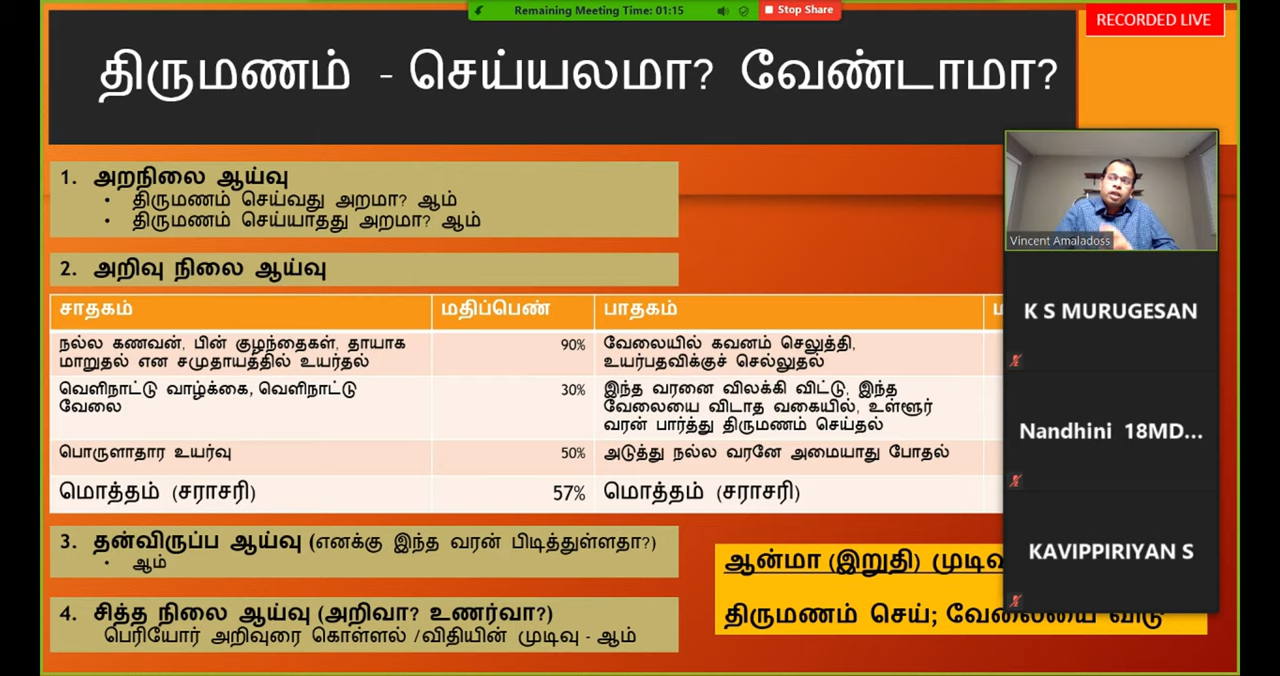 Remaining Meeting Time: 01:15
Stop Share
RECORDED LIVE
திருமணம் - செய்யலமா? வேண்டாமா?
1. அறநிலை ஆய்வு
• திருமணம் செய்வது அறமா? ஆம்
• திருமணம் செய்யாதது அறமா? ஆம்
2. அறிவு நிலை ஆய்வு
சாதகம் மதிப்பெண் பாதகம்
நல்ல கணவன், பின் குழந்தைகள், தாயாக
மாறுதல் என சமுதாயத்தில் உயர்தல்
90%
வேலையில் கவனம் செலுத்தி,
உயர்பதவிக்குச் செல்லுதல்
வெளிநாட்டு வாழ்க்கை, வெளிநாட்டு
வேலை
30%
இந்த வரனை விலக்கி விட்டு, இந்த
வேலையை விடாத வகையில், உள்ளூர்
வரன் பார்த்து திருமணம் செய்தல்
பொருளாதார உயர்வு 50% அடுத்து நல்ல வரனே அமையாது போதல்
மொத்தம் (சராசரி) 57% மொத்தம் (சராசரி)
3. தன்விருப்ப ஆய்வு (எனக்கு இந்த வரன் பிடித்துள்ளதா?)
• ஆம்
4. சித்த நிலை ஆய்வு (அறிவா? உணர்வா?)
பெரியோர் அறிவுரை கொள்ளல் /விதியின் முடிவு - ஆம்
ஆன்மா (இறுதி)
திருமணம் செய்; வேலையை விடு
Vincent Amaladoss
K S MURUGESAN
Nandhini 18MD...
KAVIPPIRIYAN S